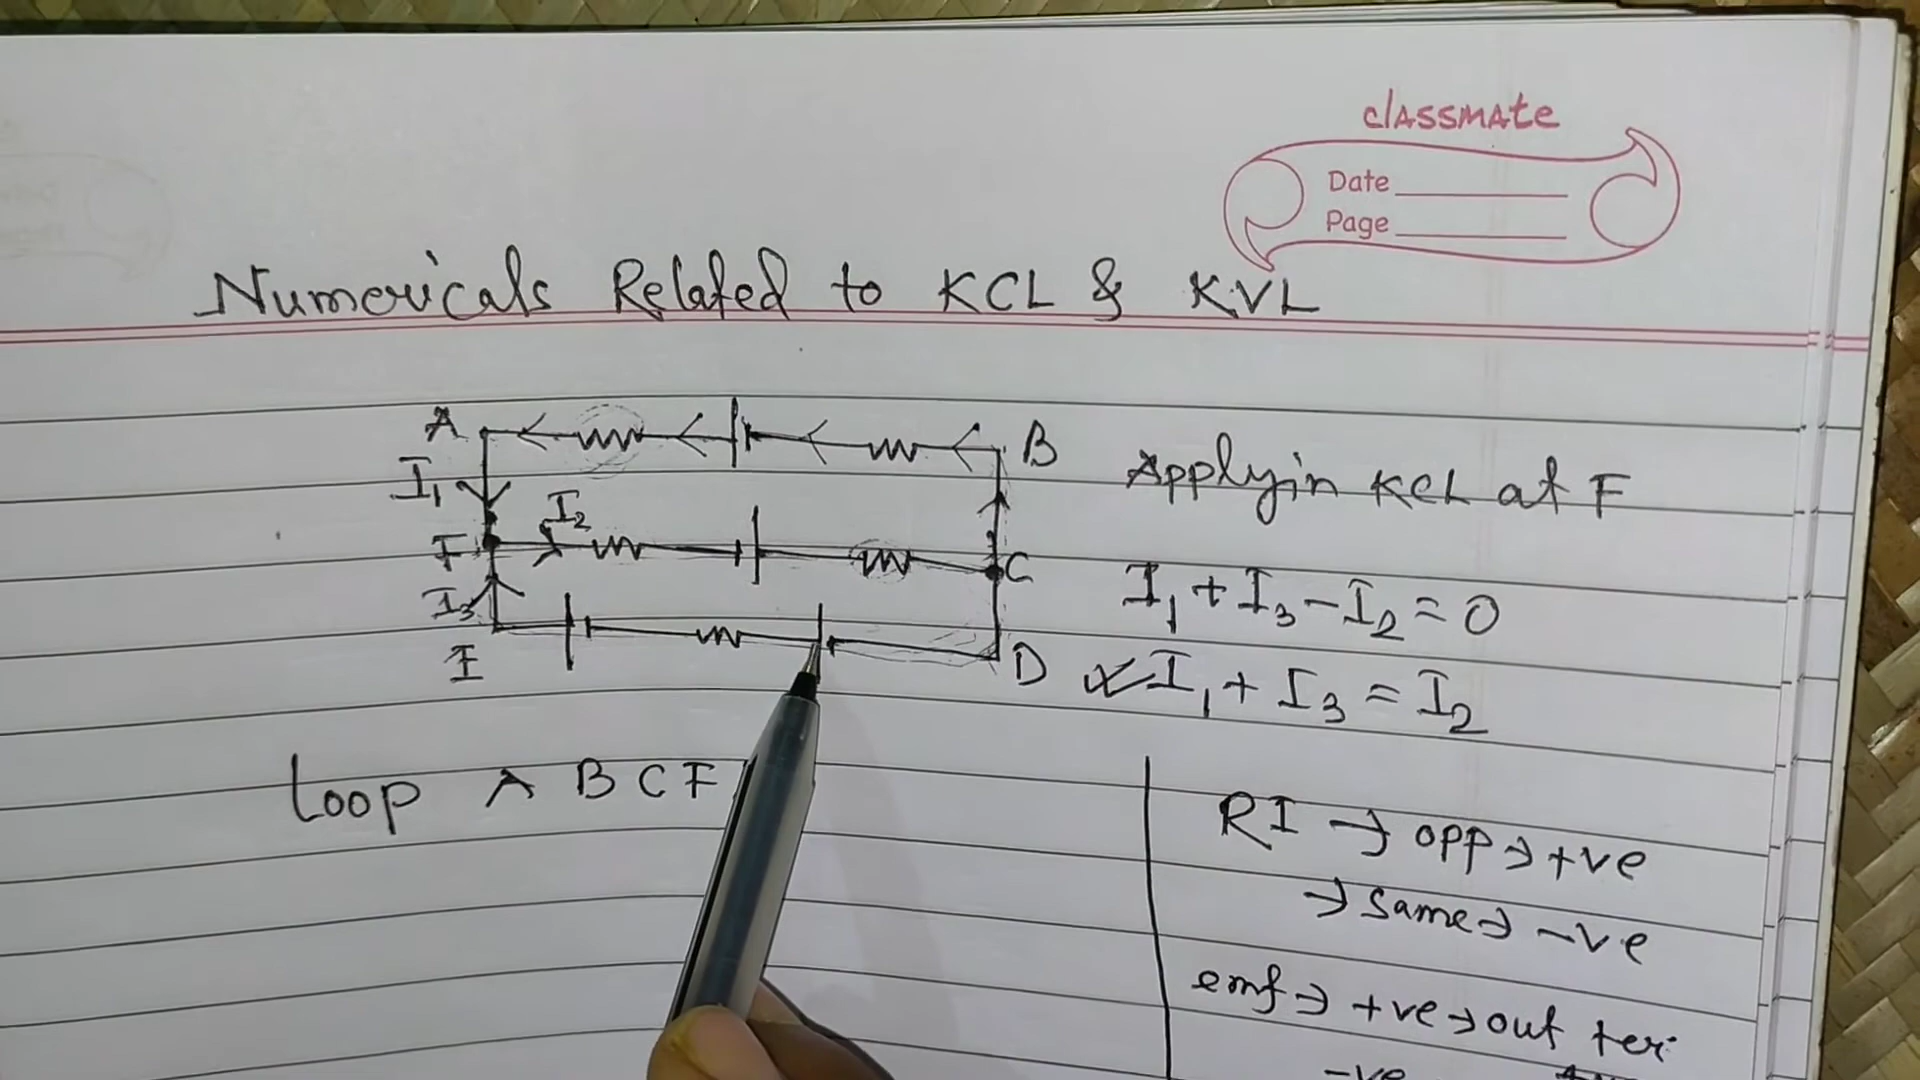 classmate
Date
Page
Numericals Related to KCL & KVL
A
B
I1
I2
F
C
I3
I
D
Applyin KCL at F
I1 + I3 - I2 = 0
I1 + I3 = I2
Loop A B C F
RI → opp → +ve
→ Same → -ve
emf → +ve → out ter
-ve